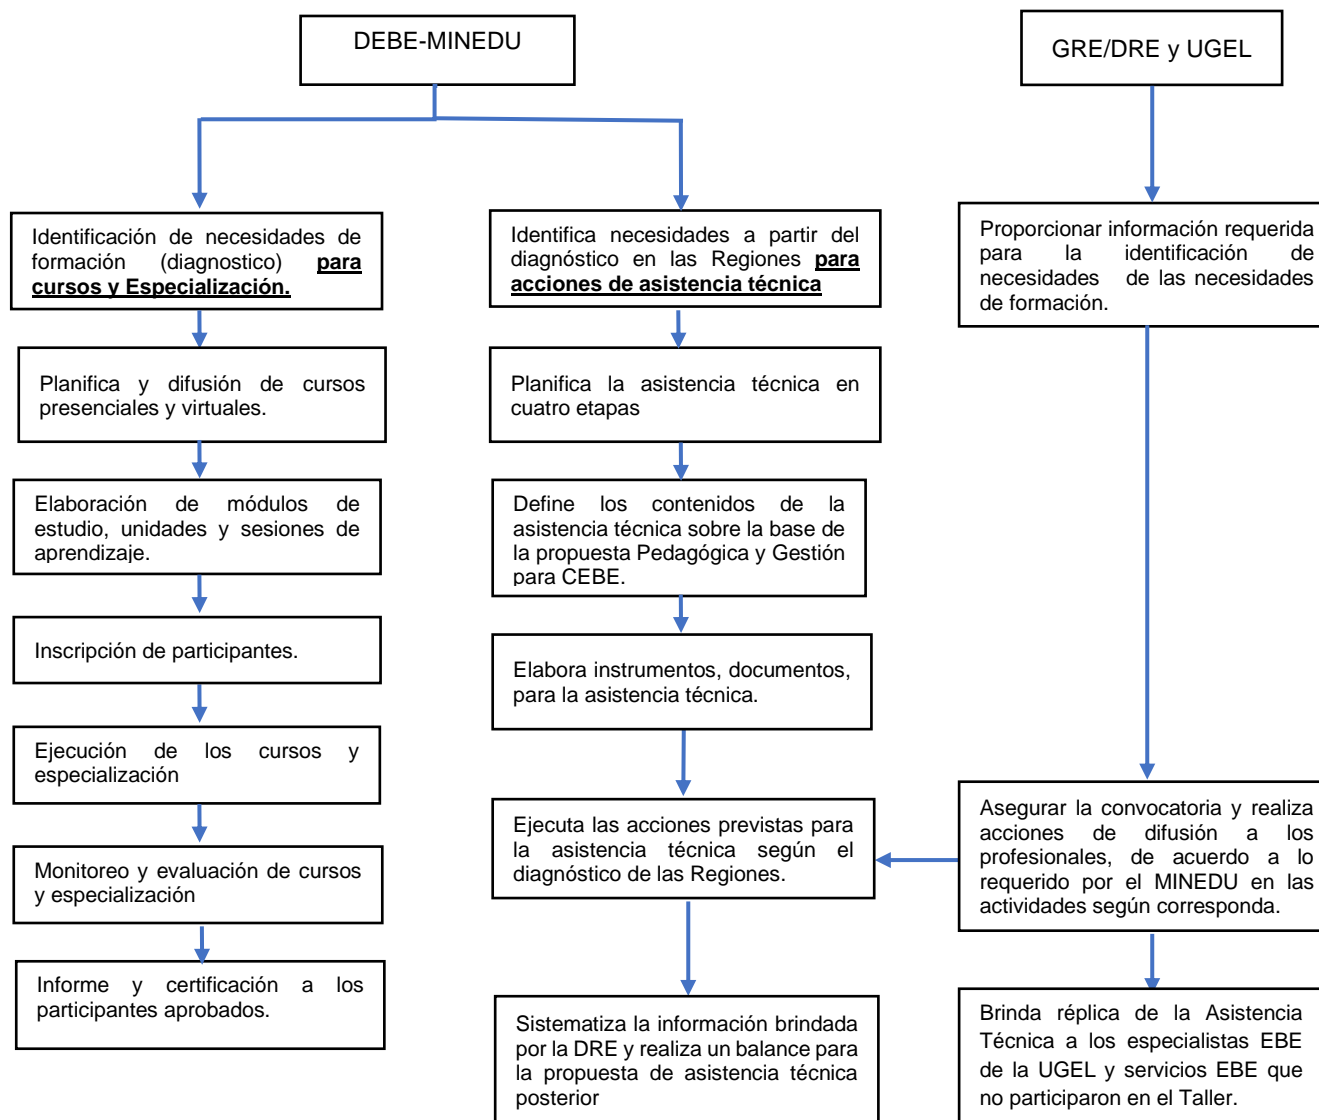 DEBE-MINEDU
GRE/DRE y UGEL
Identificación de necesidades de
formación (diagnostico) para
cursos y Especialización.
Planifica y difusión de cursos
presenciales y virtuales.
Elaboración de módulos de
estudio, unidades y sesiones de
aprendizaje.
Inscripción de participantes.
Ejecución de los cursos y
especialización
Monitoreo y evaluación de cursos
y especialización
Informe y certificación a los
participantes aprobados.
Identifica necesidades a partir del
diagnóstico en las Regiones para
acciones de asistencia técnica
Planifica la asistencia técnica en
cuatro etapas
Define los contenidos de la
asistencia técnica sobre la base de
la propuesta Pedagógica y Gestión
para CEBE.
Elabora instrumentos, documentos,
para la asistencia técnica.
Ejecuta las acciones previstas para
la asistencia técnica según el
diagnóstico de las Regiones.
Sistematiza la información brindada
por la DRE y realiza un balance para
la propuesta de asistencia técnica
posterior
Proporcionar información requerida
para la identificación de
necesidades de las necesidades
de formación.
Asegurar la convocatoria y realiza
acciones de difusión a los
profesionales, de acuerdo a lo
requerido por el MINEDU en las
actividades según corresponda.
Brinda réplica de la Asistencia
Técnica a los especialistas EBE
de la UGEL y servicios EBE que
no participaron en el Taller.